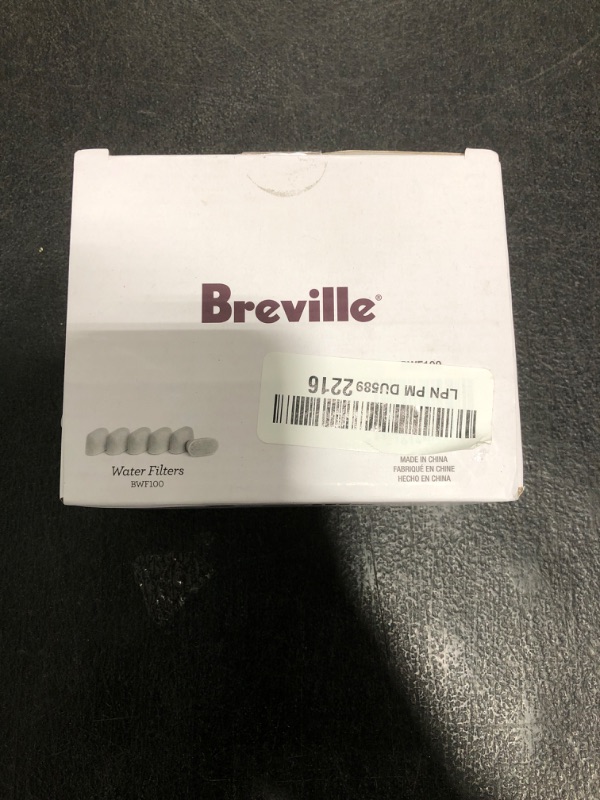 Breville®
LPN PM DU589 2216
Water Filters
BWF100
MADE IN CHINA
FABRIQUÉ EN CHINE
HECHO EN CHINA